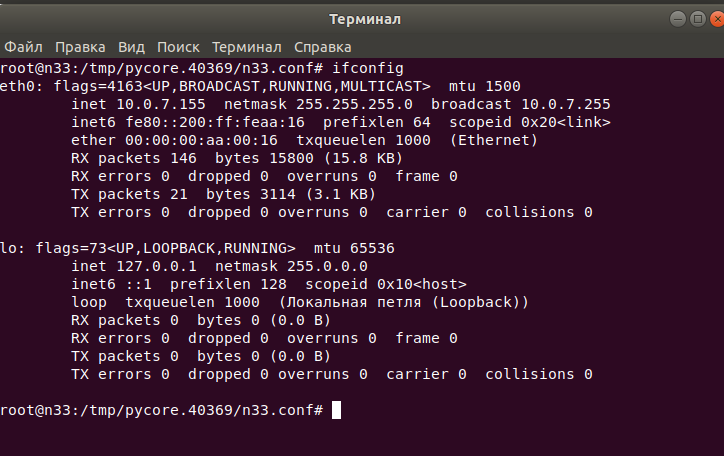 Терминал
Файл Правка Вид Поиск Терминал Справка
root@n33:/tmp/pycore.40369/n33.conf# ifconfig
eth0: flags=4163<UP,BROADCAST,RUNNING,MULTICAST>  mtu 1500
        inet 10.0.7.155  netmask 255.255.255.0  broadcast 10.0.7.255
        inet6 fe80::200:ff:feaa:16  prefixlen 64  scopeid 0x20<link>
        ether 00:00:00:aa:00:16  txqueuelen 1000  (Ethernet)
        RX packets 146  bytes 15800 (15.8 KB)
        RX errors 0  dropped 0  overruns 0  frame 0
        TX packets 21  bytes 3114 (3.1 KB)
        TX errors 0  dropped 0 overruns 0  carrier 0  collisions 0
lo: flags=73<UP,LOOPBACK,RUNNING>  mtu 65536
        inet 127.0.0.1  netmask 255.0.0.0
        inet6 ::1  prefixlen 128  scopeid 0x10<host>
        loop  txqueuelen 1000  (Локальная петля (Loopback))
        RX packets 0  bytes 0 (0.0 B)
        RX errors 0  dropped 0  overruns 0  frame 0
        TX packets 0  bytes 0 (0.0 B)
        TX errors 0  dropped 0 overruns 0  carrier 0  collisions 0
root@n33:/tmp/pycore.40369/n33.conf#